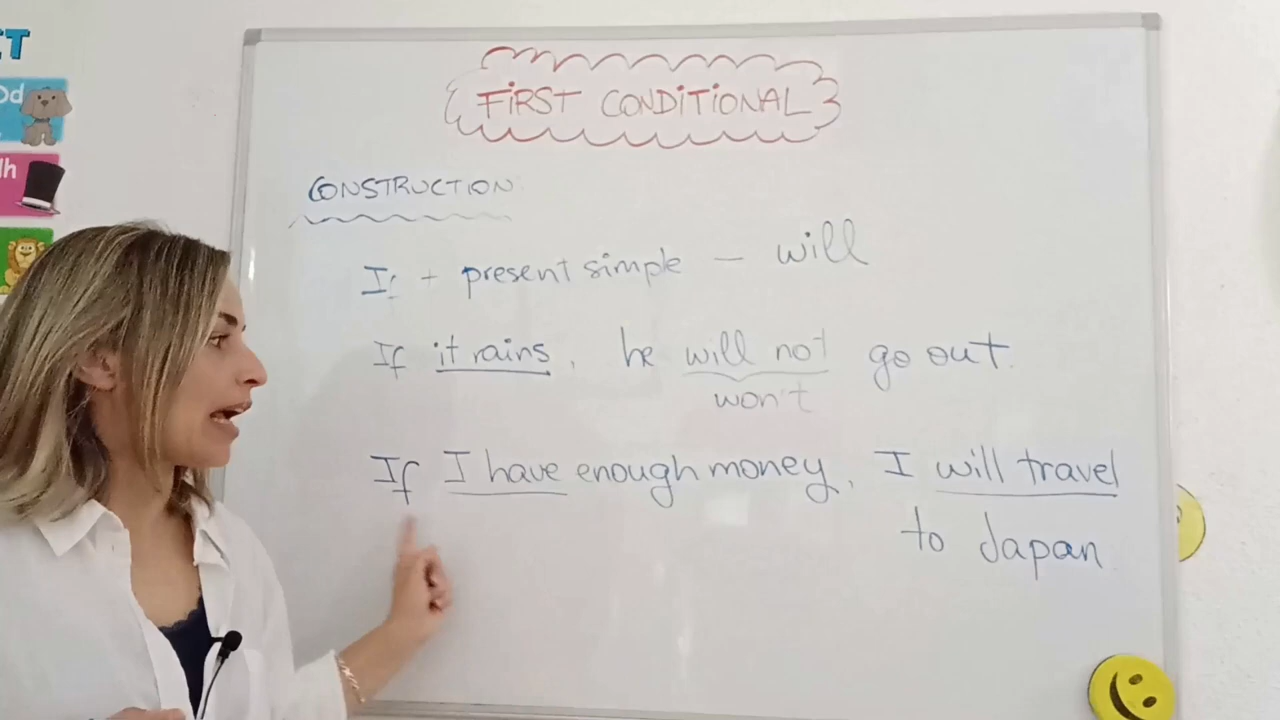 FIRST CONDITIONAL
CONSTRUCTION:
If + present simple — will
If it rains, he will not go out.
won't
If I have enough money, I will travel
to Japan